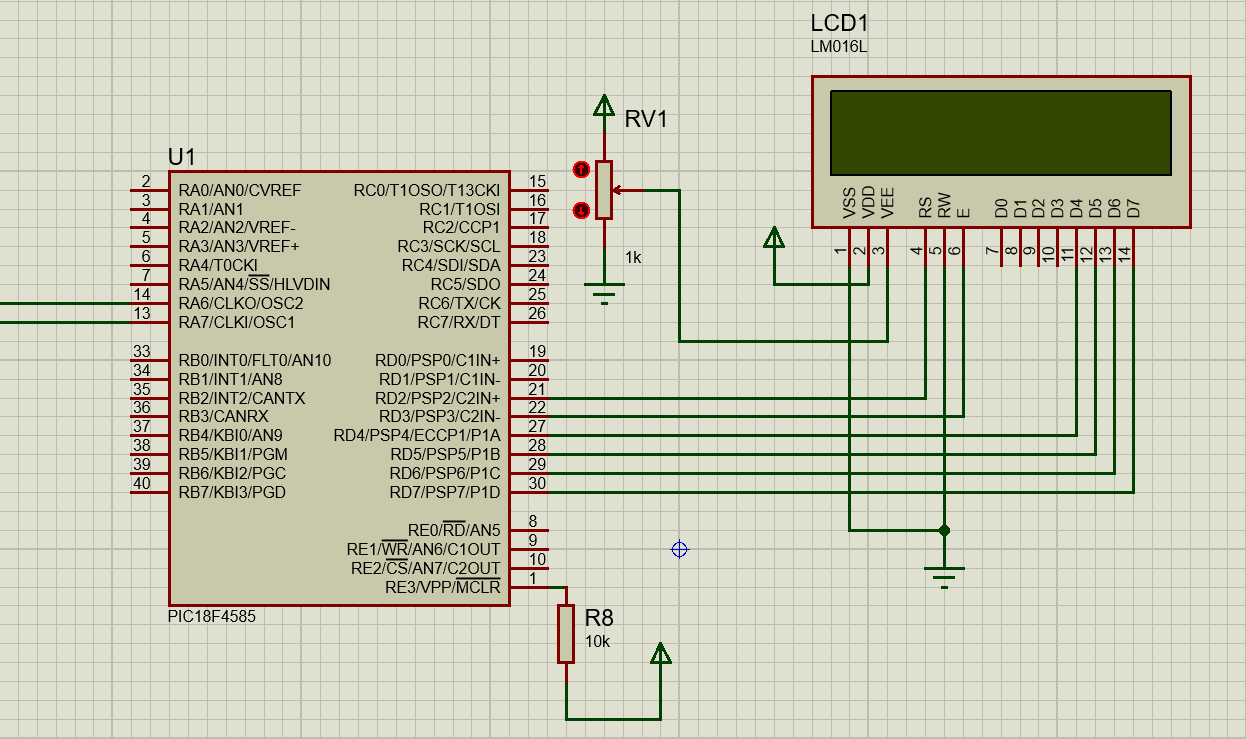 LCD1
LM016L
VSS
VDD
VEE
RS
RW
E
D0
D1
D2
D3
D4
D5
D6
D7
1
2
3
4
5
6
7
8
9
10
11
12
13
14
RV1
1k
U1
2 RA0/AN0/CVREF RC0/T1OSO/T13CKI 15
3 RA1/AN1 RC1/T1OSI 16
4 RA2/AN2/VREF- RC2/CCP1 17
5 RA3/AN3/VREF+ RC3/SCK/SCL 18
6 RA4/T0CKI RC4/SDI/SDA 23
7 RA5/AN4/SS/HLVDIN RC5/SDO 24
14 RA6/CLKO/OSC2 RC6/TX/CK 25
13 RA7/CLKI/OSC1 RC7/RX/DT 26
33 RB0/INT0/FLT0/AN10 RD0/PSP0/C1IN+ 19
34 RB1/INT1/AN8 RD1/PSP1/C1IN- 20
35 RB2/INT2/CANTX RD2/PSP2/C2IN+ 21
36 RB3/CANRX RD3/PSP3/C2IN- 22
37 RB4/KBI0/AN9 RD4/PSP4/ECCP1/P1A 27
38 RB5/KBI1/PGM RD5/PSP5/P1B 28
39 RB6/KBI2/PGC RD6/PSP6/P1C 29
40 RB7/KBI3/PGD RD7/PSP7/P1D 30
RE0/RD/AN5 8
RE1/WR/AN6/C1OUT 9
RE2/CS/AN7/C2OUT 10
RE3/VPP/MCLR 1
PIC18F4585
R8
10k